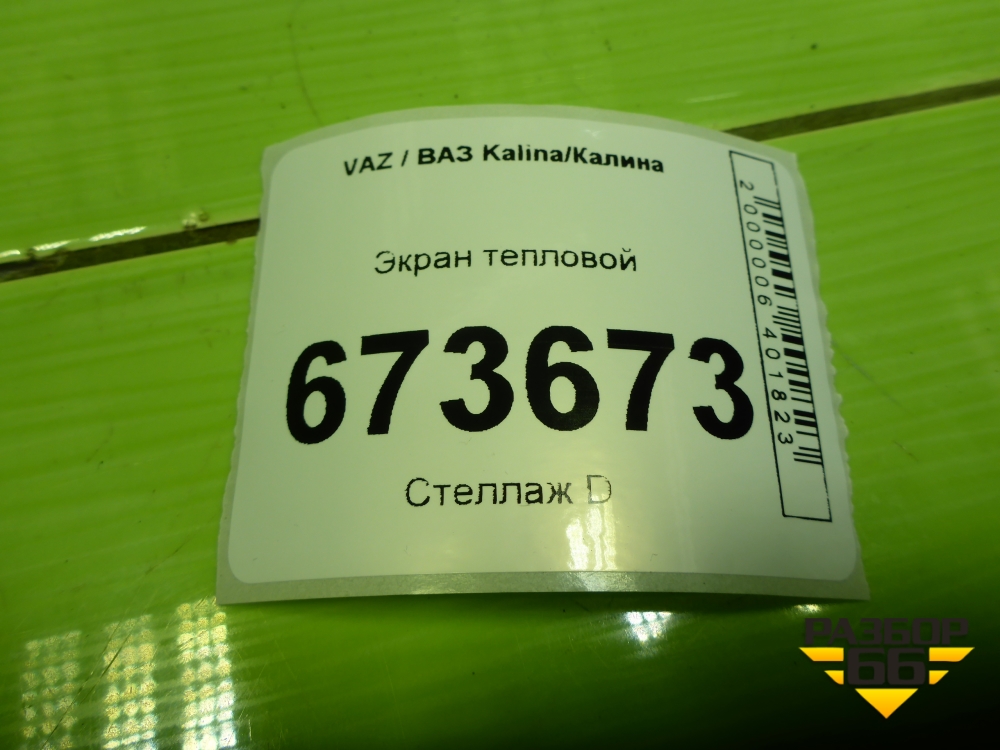 VAZ / ВАЗ Kalina/Калина
Экран тепловой
673673
Стеллаж D
2000006401823
РАЗБОР
66